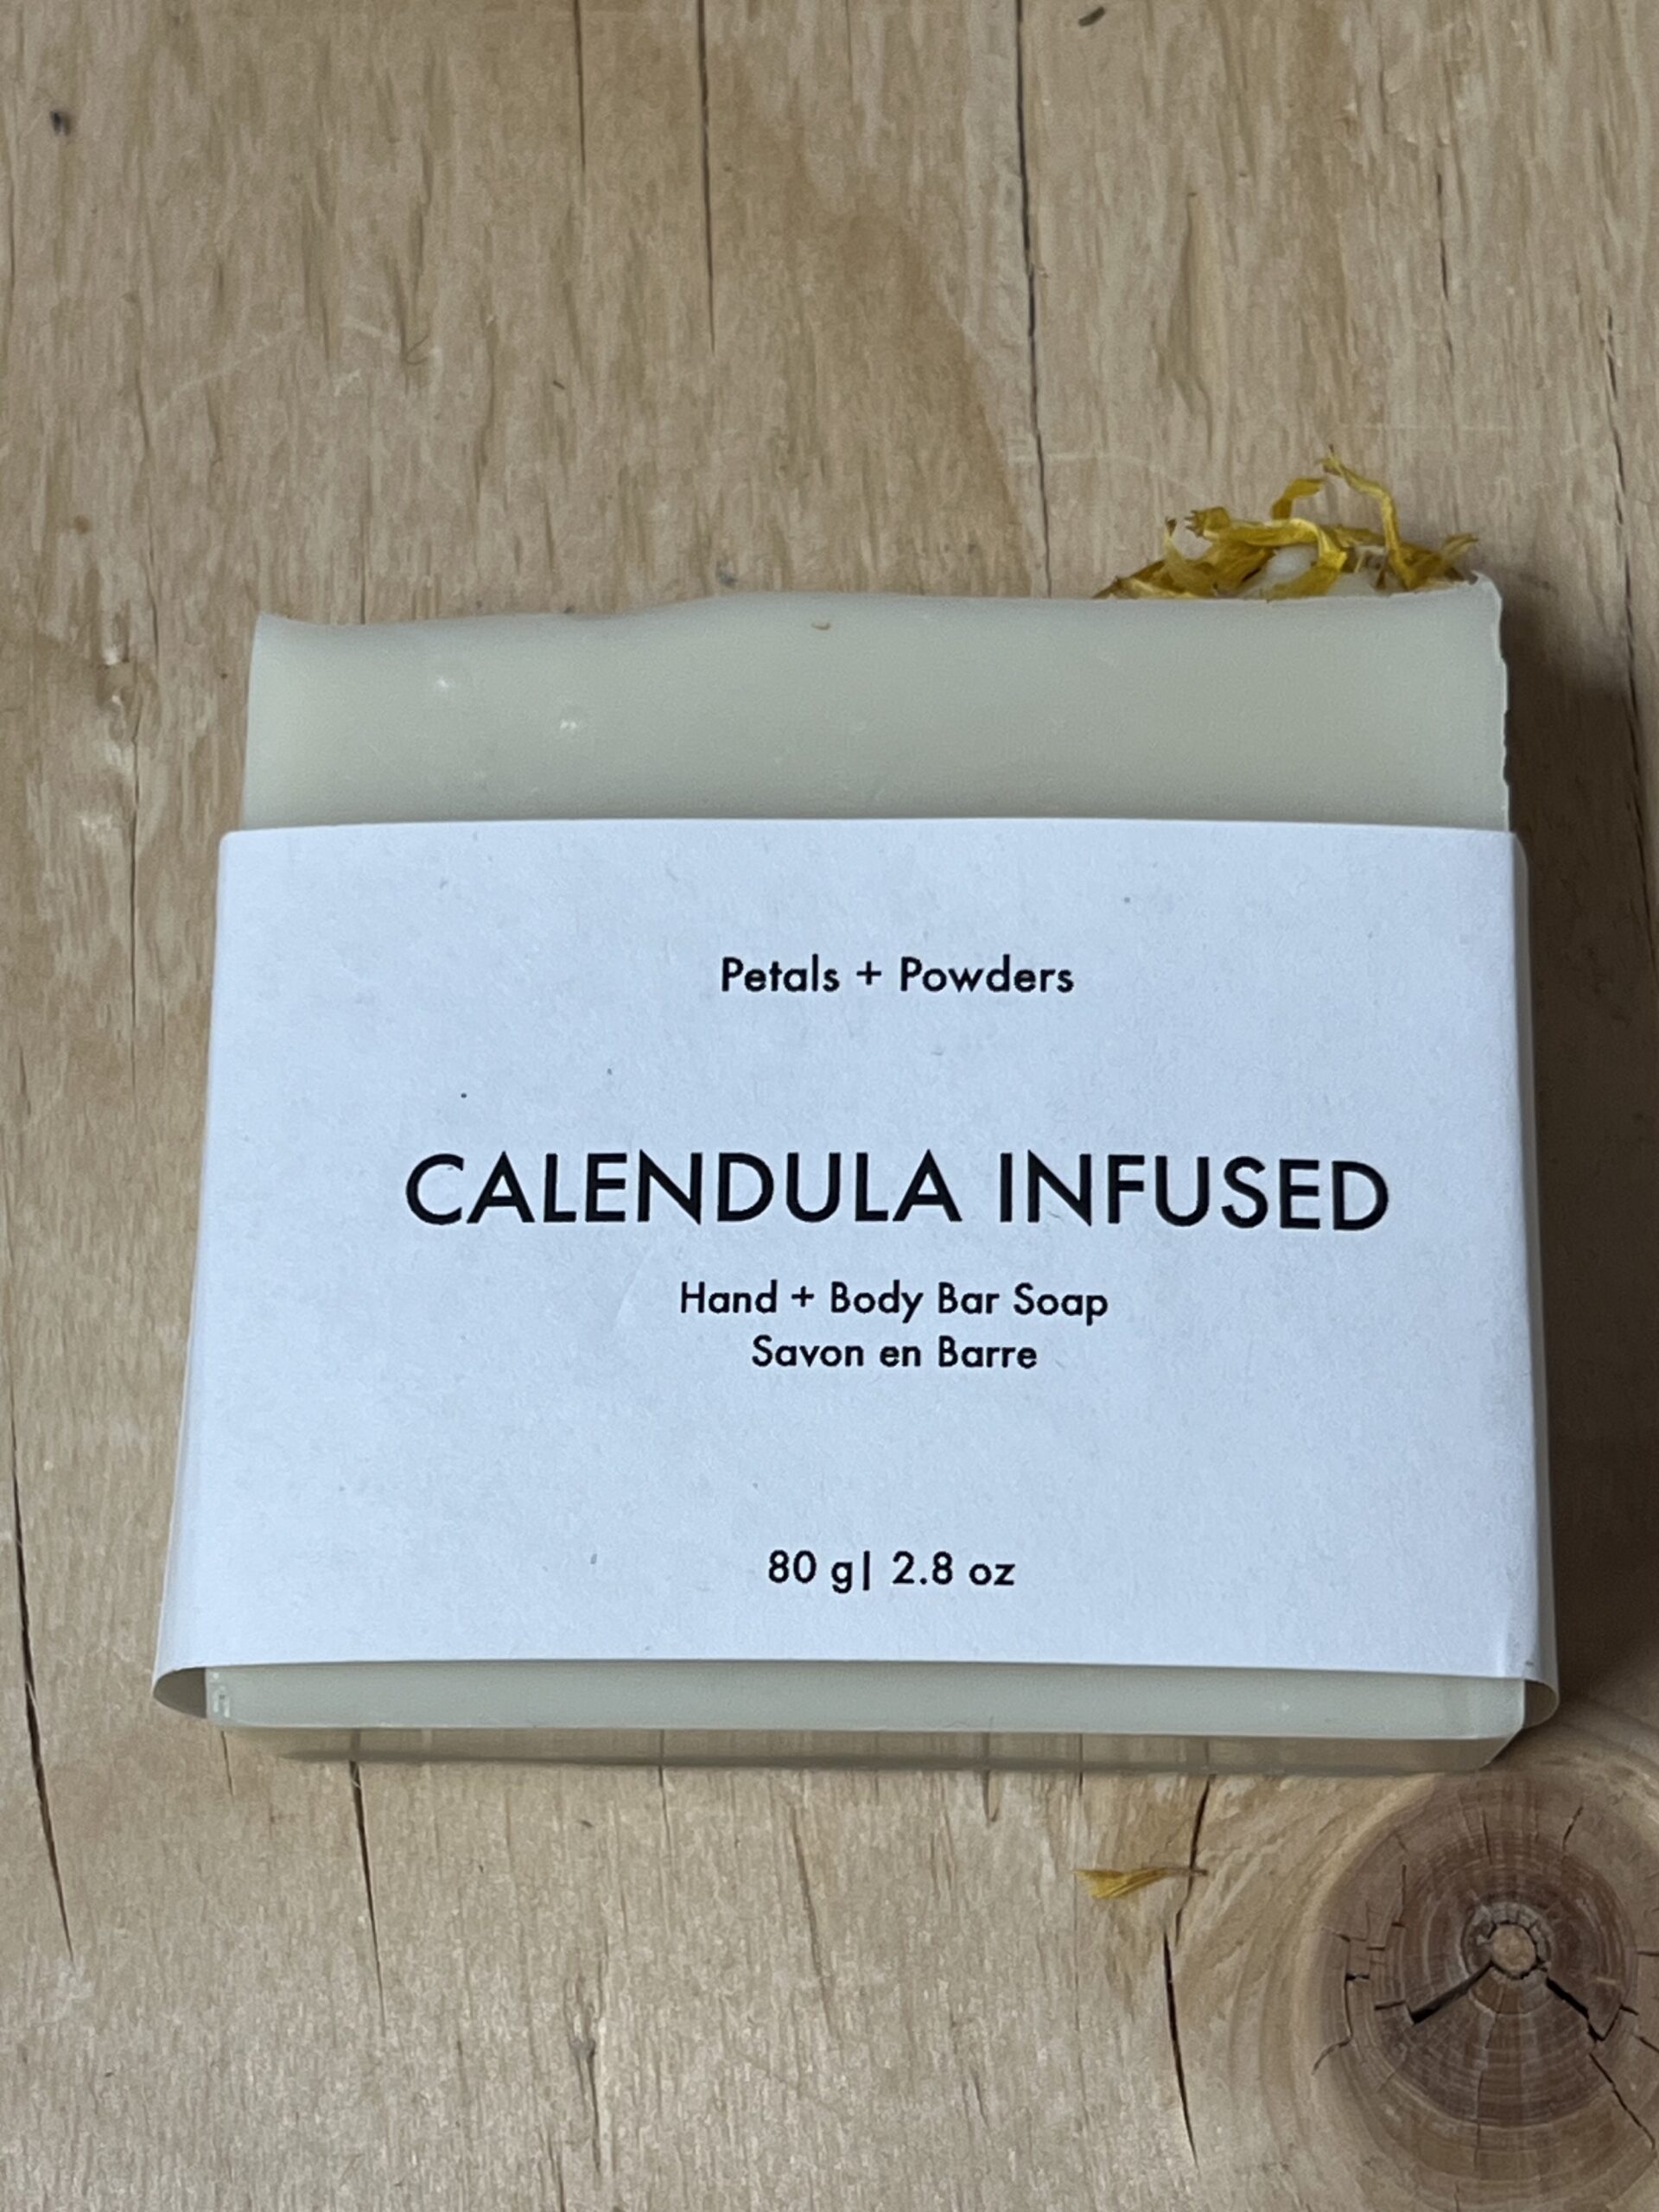 Petals + Powders
CALENDULA INFUSED
Hand + Body Bar Soap
Savon en Barre
80 g| 2.8 oz